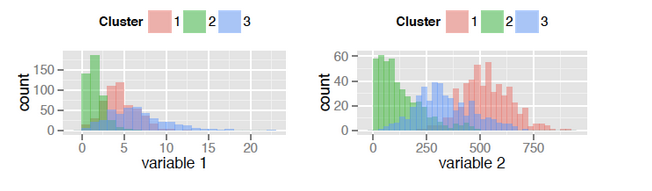 Cluster 1 2 3
count
150
100
50
0
0 5 10 15 20
variable 1
Cluster 1 2 3
count
60
40
20
0
0 250 500 750
variable 2